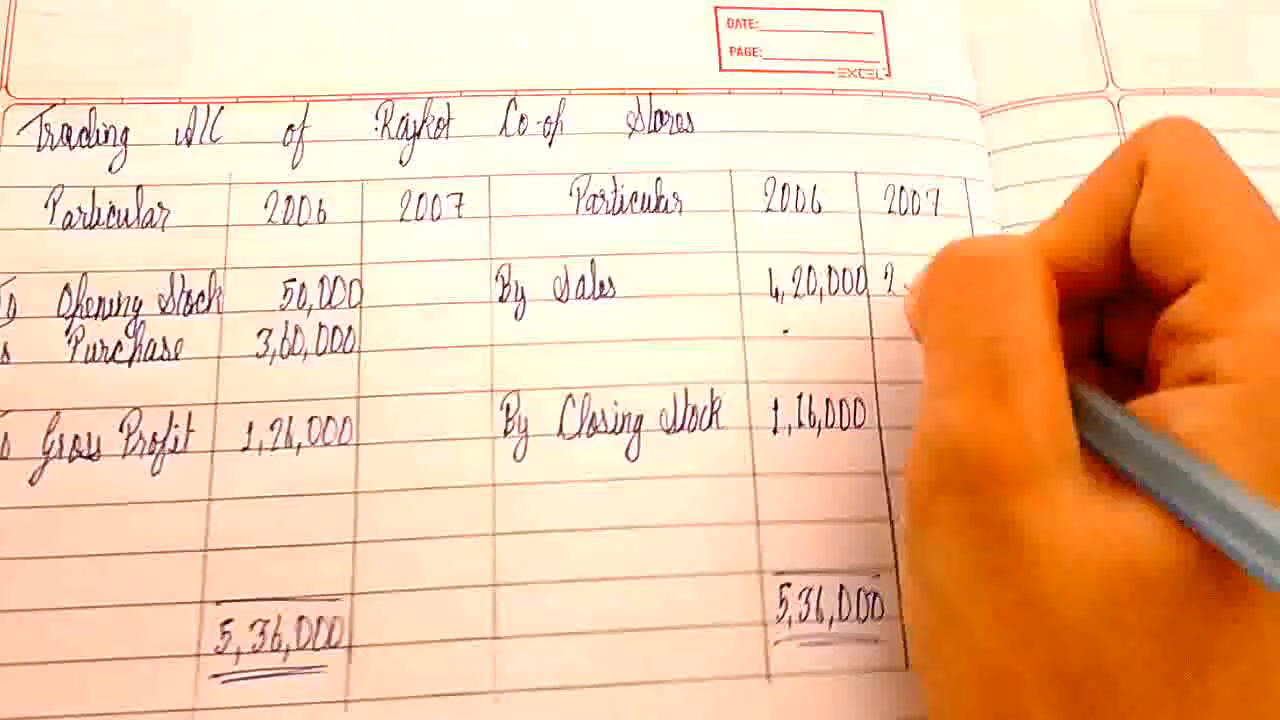 DATE:
PAGE:
EXCEL
Trading A/C of Rajkot Co-op Stores
Particular 2006 2007 Particular 2006 2007
To Opening Stock 50,000 By Sales 4,20,000 2
Purchase 3,60,000
Gross Profit 1,26,000 By Closing Stock 1,16,000
5,36,000 5,36,000